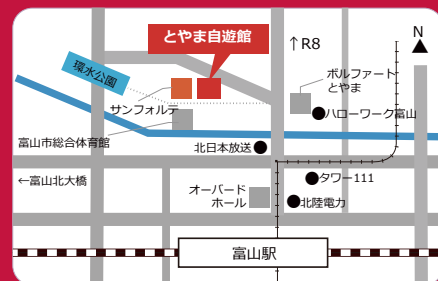 とやま自遊館
↑R8
N
環水公園
ボルファート
とやま
サンフォルテ
ハローワーク富山
富山市総合体育館
北日本放送
←富山北大橋
タワー111
オーバード
ホール
北陸電力
富山駅